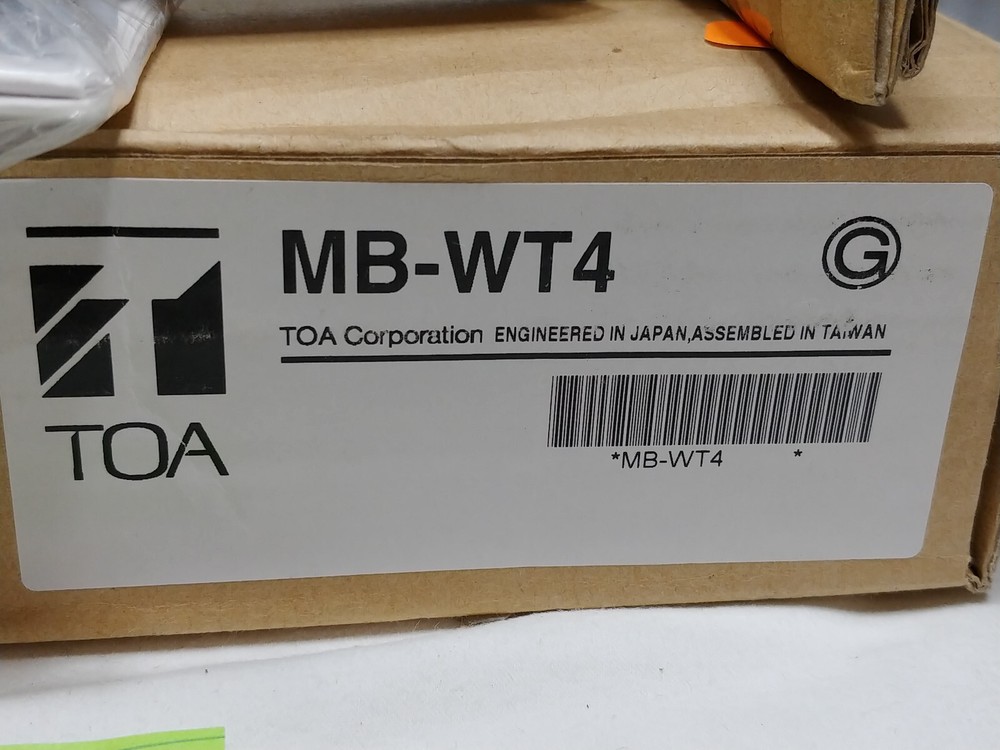 MB-WT4
G
TOA Corporation ENGINEERED IN JAPAN,ASSEMBLED IN TAIWAN
TOA
*MB-WT4 *